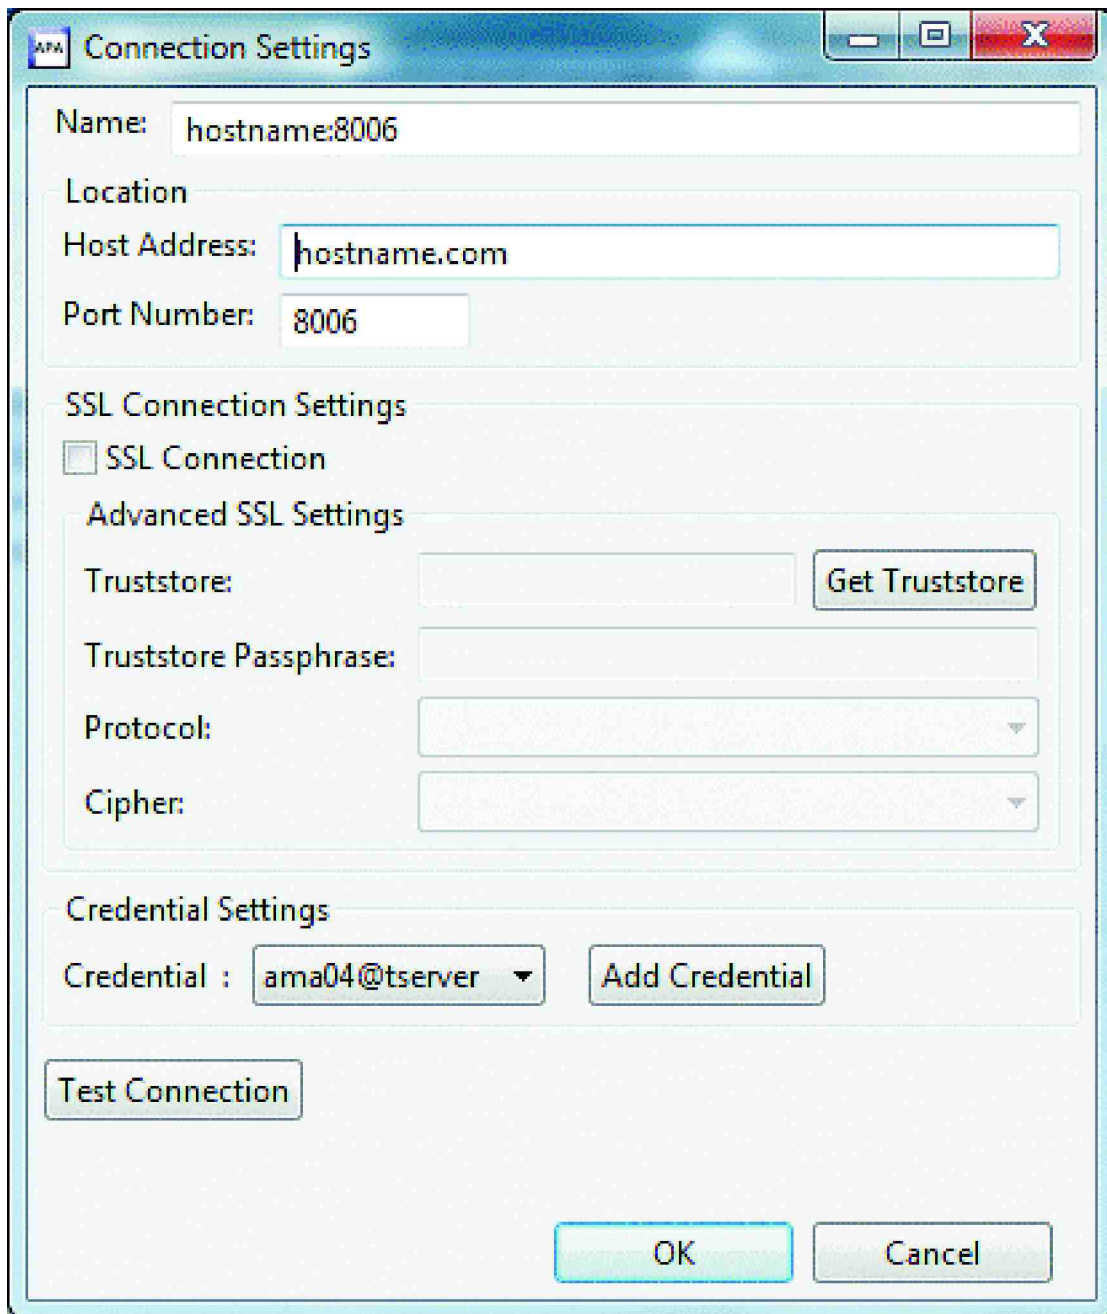 APA Connection Settings
Name: hostname:8006
Location
Host Address: hostname.com
Port Number: 8006
SSL Connection Settings
SSL Connection
Advanced SSL Settings
Truststore: Get Truststore
Truststore Passphrase:
Protocol:
Cipher:
Credential Settings
Credential : ama04@tserver Add Credential
Test Connection
OK Cancel